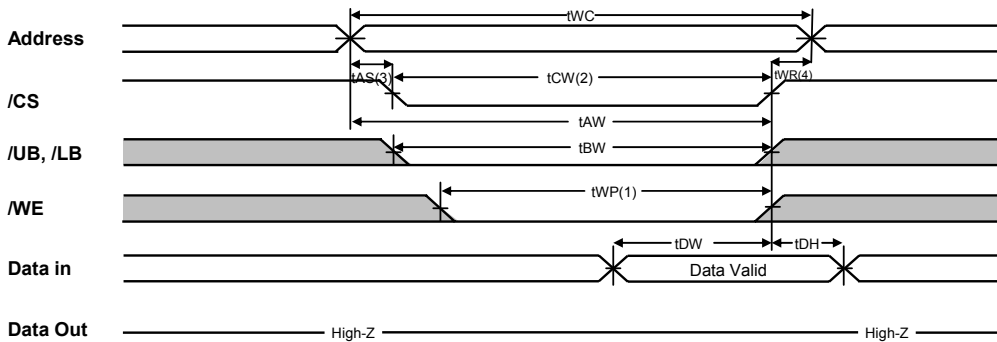 tWC
Address
tAS(3) tCW(2) tWR(4)
/CS
tAW
/UB, /LB tBW
/WE tWP(1)
tDW tDH
Data in Data Valid
Data Out High-Z High-Z